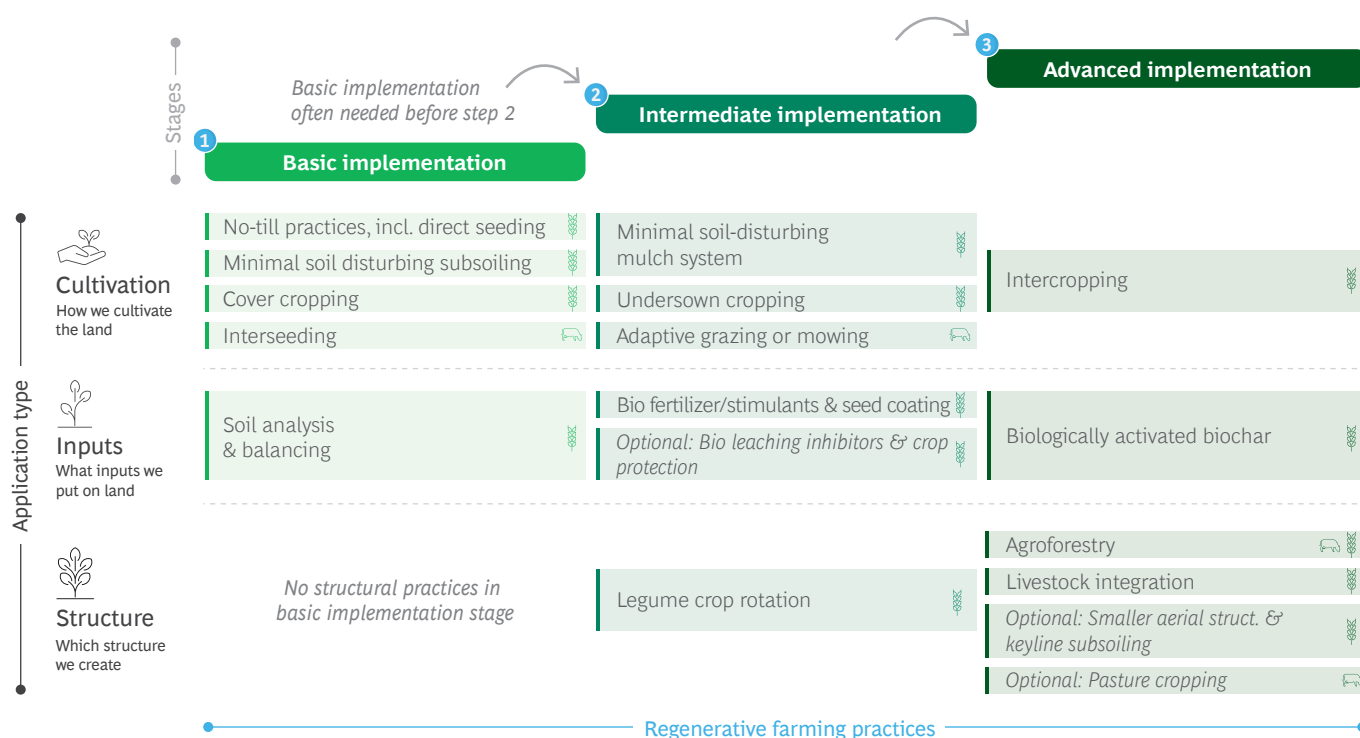 3
Advanced implementation
Stages
Basic implementation
often needed before step 2
2
Intermediate implementation
1
Basic implementation
Application type
Cultivation
How we cultivate
the land
No-till practices, incl. direct seeding
Minimal soil disturbing subsoiling
Cover cropping
Interseeding
Minimal soil-disturbing
mulch system
Undersown cropping
Adaptive grazing or mowing
Intercropping
Inputs
What inputs we
put on land
Soil analysis
& balancing
Bio fertilizer/stimulants & seed coating
Optional: Bio leaching inhibitors & crop
protection
Biologically activated biochar
Structure
Which structure
we create
No structural practices in
basic implementation stage
Legume crop rotation
Agroforestry
Livestock integration
Optional: Smaller aerial struct. &
keyline subsoiling
Optional: Pasture cropping
Regenerative farming practices